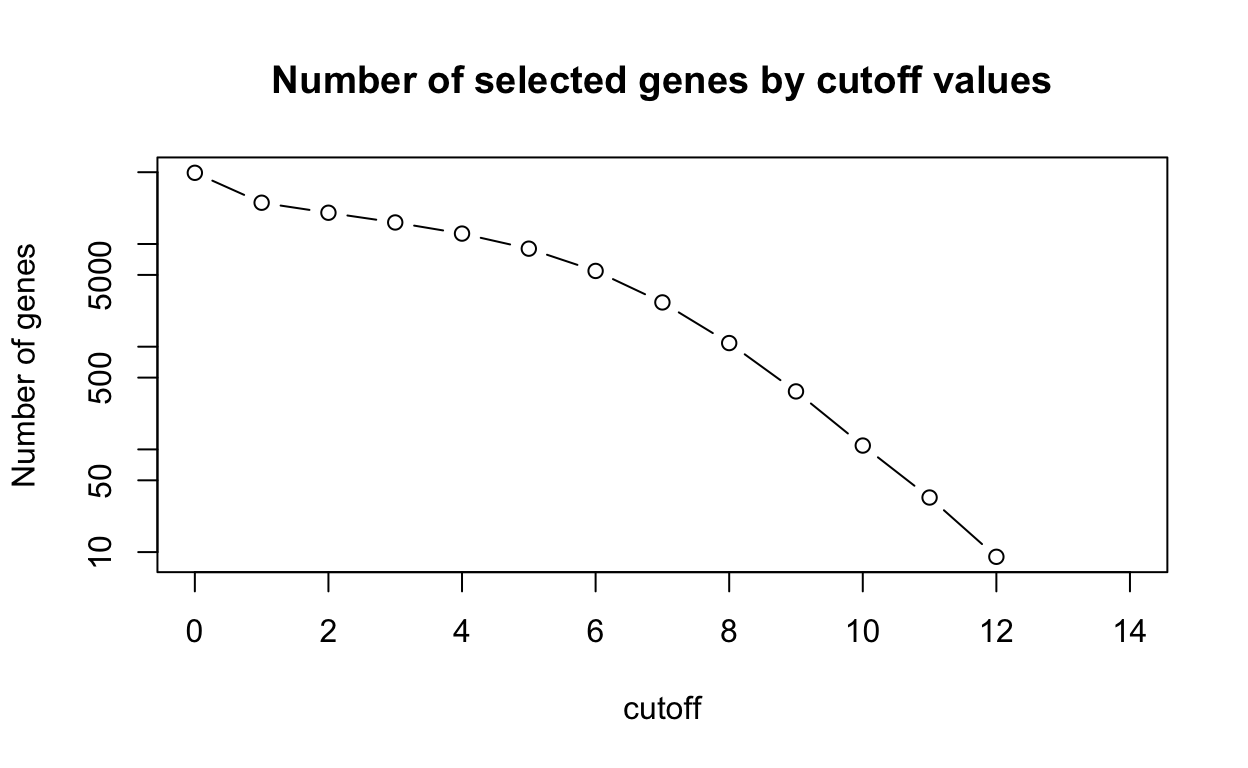 Number of selected genes by cutoff values
Number of genes
5000
500
50
10
0 2 4 6 8 10 12 14
cutoff